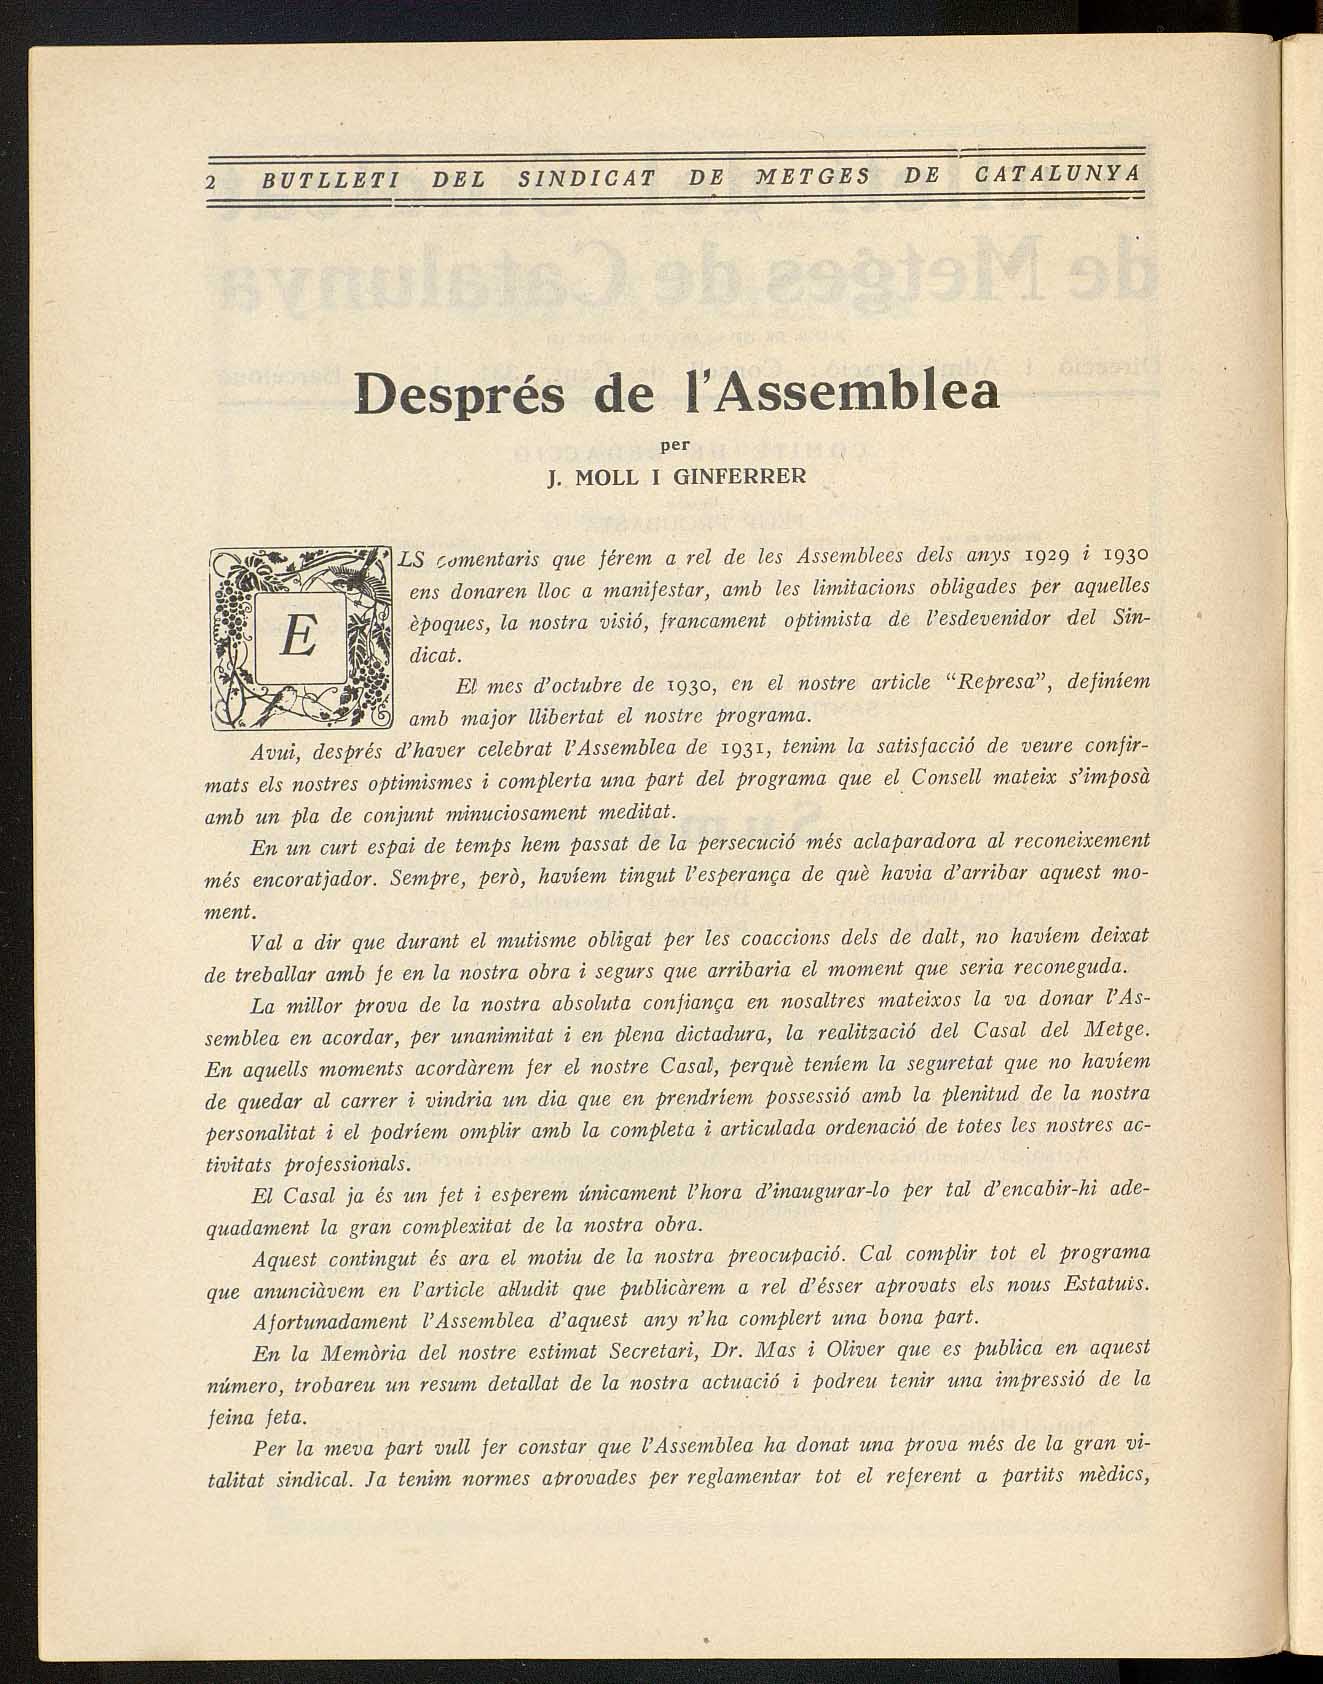 2 BUTLLETI DEL SINDICAT DE METGES DE CATALUNYA
Després de l'Assemblea
per
J. MOLL I GINFERRER
ELS comentaris que férem a rel de les Assemblees dels anys 1929 i 1930
ens donaren lloc a manifestar, amb les limitacions obligades per aquelles
èpoques, la nostra visió, francament optimista de l'esdevenidor del Sin-
dicat.
El mes d'octubre de 1930, en el nostre article "Represa", definíem
amb major llibertat el nostre programa.
Avui, després d'haver celebrat l'Assemblea de 1931, tenim la satisfacció de veure confir-
mats els nostres optimismes i complerta una part del programa que el Consell mateix s'imposà
amb un pla de conjunt minuciosament meditat.
En un curt espai de temps hem passat de la persecució més aclaparadora al reconeixement
més encoratjador. Sempre, però, havíem tingut l'esperança de què havia d'arribar aquest mo-
ment.
Val a dir que durant el mutisme obligat per les coaccions dels de dalt, no havíem deixat
de treballar amb fe en la nostra obra i segurs que arribaria el moment que seria reconeguda.
La millor prova de la nostra absoluta confiança en nosaltres mateixos la va donar l'As-
semblea en acordar, per unanimitat i en plena dictadura, la realització del Casal del Metge.
En aquells moments acordàrem fer el nostre Casal, perquè teníem la seguretat que no havíem
de quedar al carrer i vindria un dia que en prendríem possessió amb la plenitud de la nostra
personalitat i el podríem omplir amb la completa i articulada ordenació de totes les nostres ac-
tivitats professionals.
El Casal ja és un fet i esperem únicament l'hora d'inaugurar-lo per tal d'encabir-hi ade-
quadament la gran complexitat de la nostra obra.
Aquest contingut és ara el motiu de la nostra preocupació. Cal complir tot el programa
que anunciàvem en l'article al·ludit que publicàrem a rel d'ésser aprovats els nous Estatuis.
Afortunadament l'Assemblea d'aquest any n'ha complert una bona part.
En la Memòria del nostre estimat Secretari, Dr. Mas i Oliver que es publica en aquest
número, trobareu un resum detallat de la nostra actuació i podreu tenir una impressió de la
feina feta.
Per la meva part vull fer constar que l'Assemblea ha donat una prova més de la gran vi-
talitat sindical. Ja tenim normes aprovades per reglamentar tot el referent a partits mèdics,